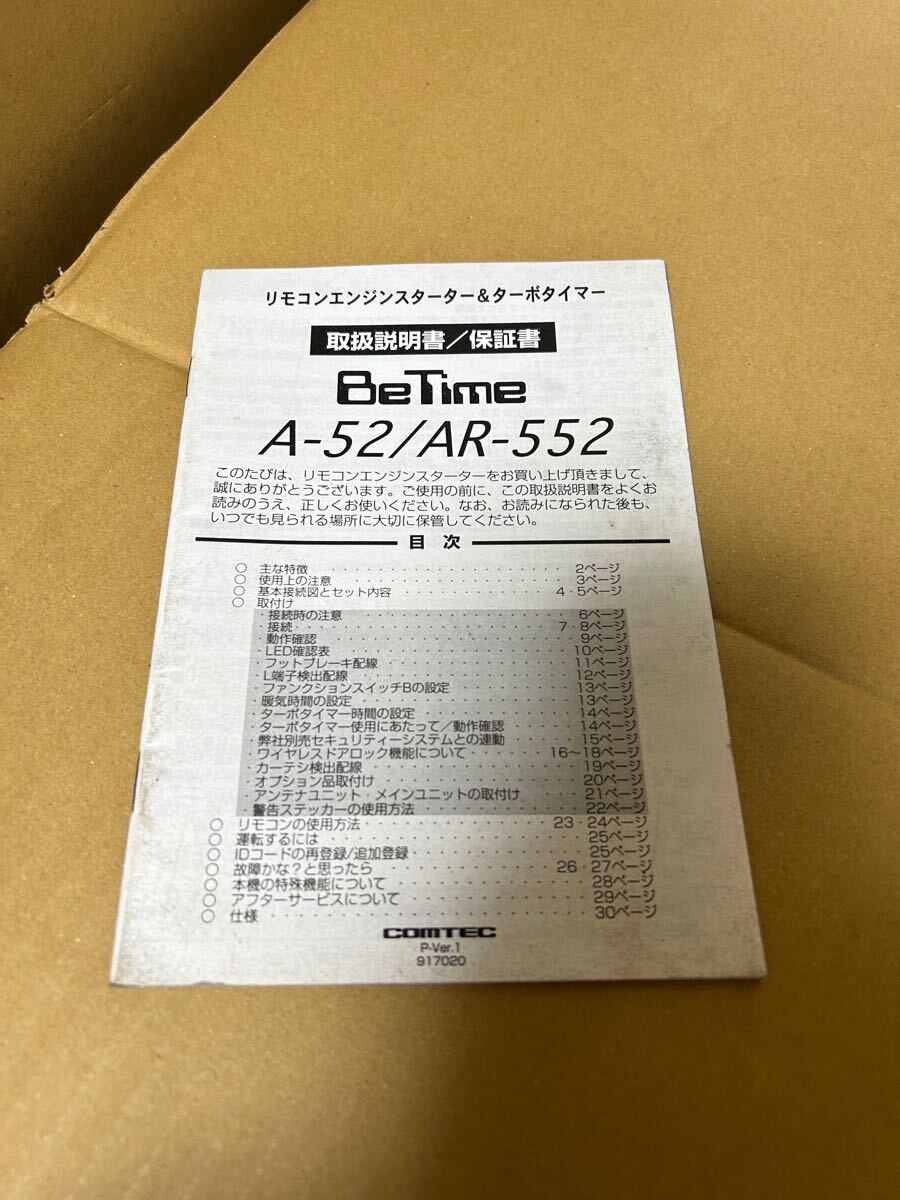 リモコンエンジンスターター&ターボタイマー
取扱説明書/保証書
BeTime
A-52/AR-552
このたびは、リモコンエンジンスターターをお買い上げ頂きまして、
誠にありがとうございます。ご使用の前に、この取扱説明書をよくお
読みのうえ、正しくお使いください。なお、お読みになられた後も、
いつでも見られる場所に大切に保管してください。
目 次
○ 主な特徴 2ページ
○ 使用上の注意 3ページ
○ 基本接続図とセット内容 4・5ページ
○ 取付け
・接続時の注意 6ページ
・接続 7・8ページ
・動作確認 9ページ
・LED確認表 10ページ
・フットブレーキ配線 11ページ
・L端子検出配線 12ページ
・ファンクションスイッチBの設定 13ページ
・暖気時間の設定 13ページ
・ターボタイマー時間の設定 14ページ
・ターボタイマー使用にあたって/動作確認 14ページ
・弊社別売セキュリティーシステムとの連動 15ページ
・ワイヤレスドアロック機能について 16〜18ページ
・カーテシ検出配線 19ページ
・オプション品取付け 20ページ
・アンテナユニット・メインユニットの取付け 21ページ
・警告ステッカーの使用方法 22ページ
○ リモコンの使用方法 23・24ページ
○ 運転するには 25ページ
○ IDコードの再登録/追加登録 25ページ
○ 故障かな?と思ったら 26・27ページ
○ 本機の特殊機能について 28ページ
○ アフターサービスについて 29ページ
○ 仕様 30ページ
COMTEC
P-Ver.1
917020